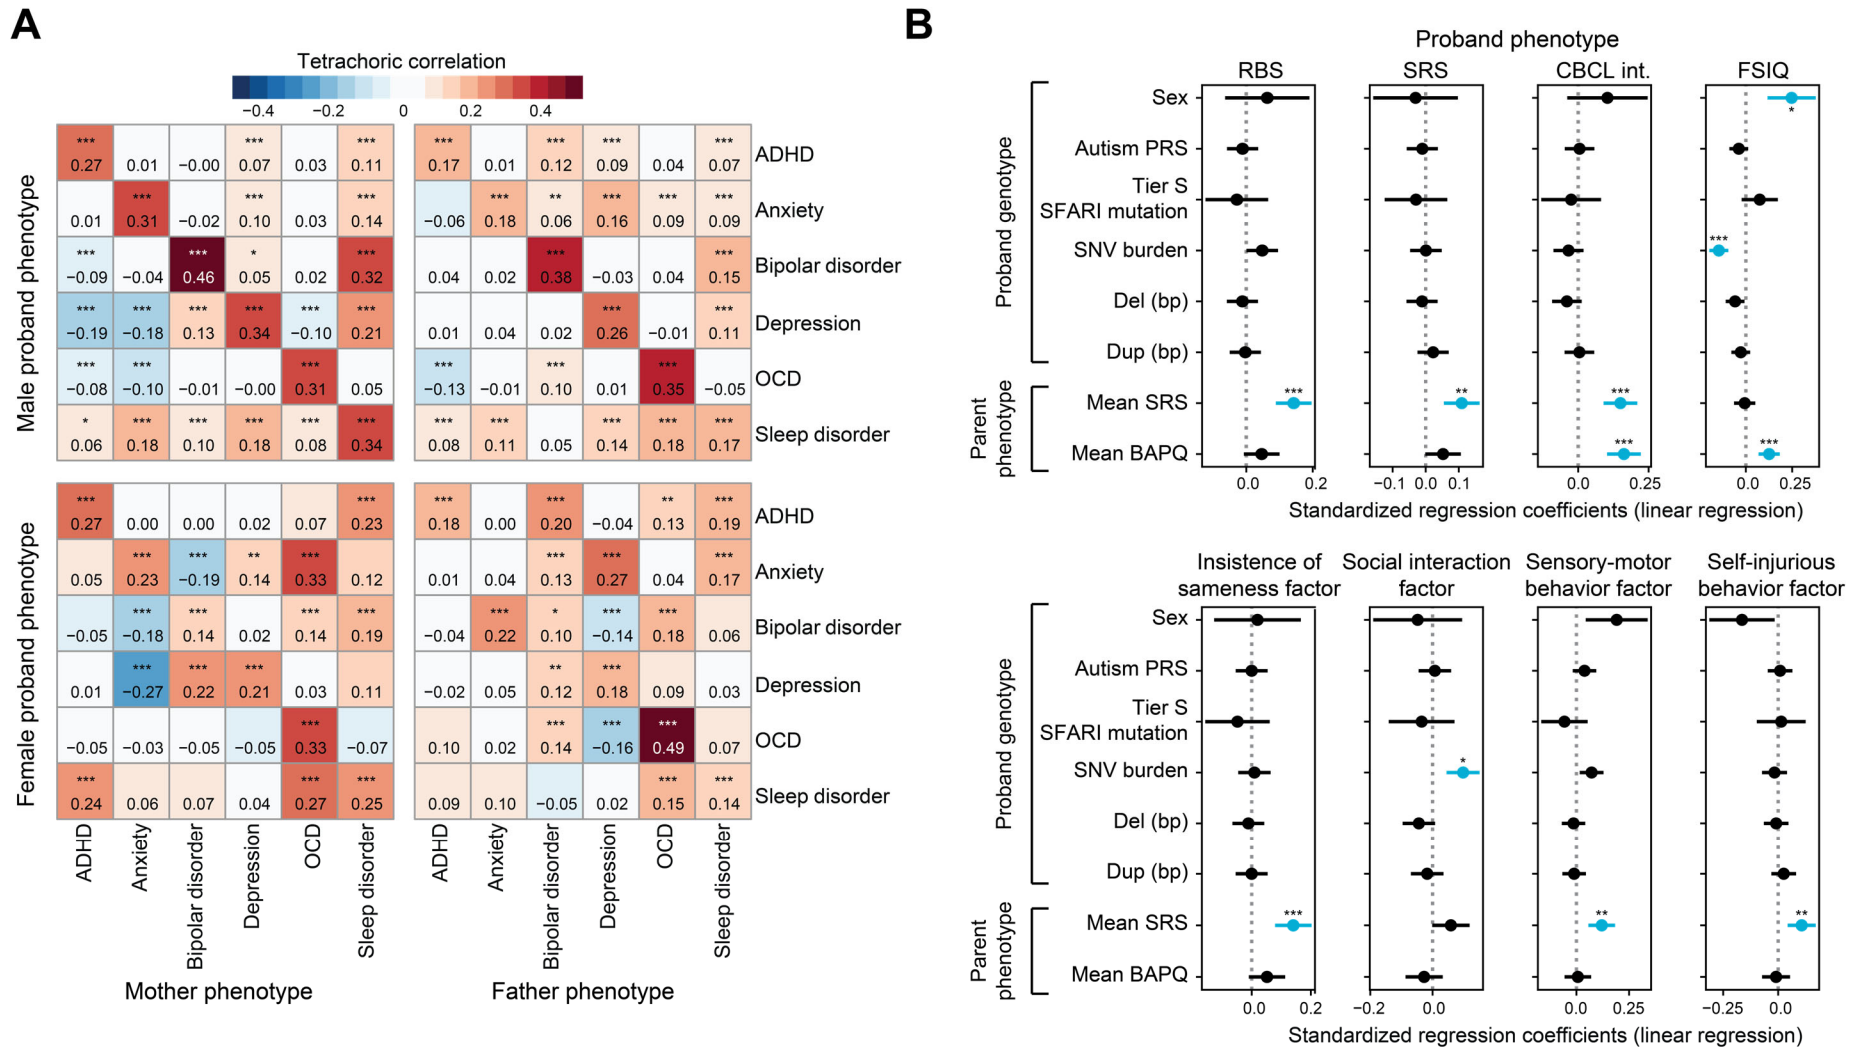 A
Tetrachoric correlation
−0.4 −0.2 0 0.2 0.4
Male proband phenotype
*** *** *** *** *** *** ***
0.27 0.01 −0.00 0.07 0.03 0.11 0.17 0.01 0.12 0.09 0.04 0.07 ADHD
*** *** *** *** ** *** *** ***
0.01 0.31 −0.02 0.10 0.03 0.14 −0.06 0.18 0.06 0.16 0.09 0.09 Anxiety
*** *** * *** *** ***
−0.09 −0.04 0.46 0.05 0.02 0.32 0.04 0.02 0.38 −0.03 0.04 0.15 Bipolar disorder
*** *** *** *** *** *** *** ***
−0.19 −0.18 0.13 0.34 −0.10 0.21 0.01 0.04 0.02 0.26 −0.01 0.11 Depression
*** *** *** *** *** ***
−0.08 −0.10 −0.01 −0.00 0.31 0.05 −0.13 −0.01 0.10 0.01 0.35 −0.05 OCD
* *** *** *** *** *** *** *** *** *** ***
0.06 0.18 0.10 0.18 0.08 0.34 0.08 0.11 0.05 0.14 0.18 0.17 Sleep disorder
Female proband phenotype
*** *** *** *** ** ***
0.27 0.00 0.00 0.02 0.07 0.23 0.18 0.00 0.20 −0.04 0.13 0.19 ADHD
*** *** ** *** *** *** ***
0.05 0.23 −0.19 0.14 0.33 0.12 0.01 0.04 0.13 0.27 0.04 0.17 Anxiety
*** *** *** *** *** * *** ***
−0.05 −0.18 0.14 0.02 0.14 0.19 −0.04 0.22 0.10 −0.14 0.18 0.06 Bipolar disorder
*** *** *** ** ***
0.01 −0.27 0.22 0.21 0.03 0.11 −0.02 0.05 0.12 0.18 0.09 0.03 Depression
*** *** *** ***
−0.05 −0.03 −0.05 −0.05 0.33 −0.07 0.10 0.02 0.14 −0.16 0.49 0.07 OCD
*** *** *** *** ***
0.24 0.06 0.07 0.04 0.27 0.25 0.09 0.10 −0.05 0.02 0.15 0.14 Sleep disorder
ADHD Anxiety Bipolar disorder Depression OCD Sleep disorder ADHD Anxiety Bipolar disorder Depression OCD Sleep disorder
Mother phenotype Father phenotype
B
Proband phenotype
RBS SRS CBCL int. FSIQ
Proband genotype
Sex
*
Autism PRS
Tier S
SFARI mutation
***
SNV burden
Del (bp)
Dup (bp)
Parent
phenotype
*** ** ***
Mean SRS
*** ***
Mean BAPQ
0.0 0.2 −0.1 0.0 0.1 0.0 0.25 0.0 0.25
Standardized regression coefficients (linear regression)
Insistence of Social interaction Sensory-motor Self-injurious
sameness factor factor behavior factor behavior factor
Proband genotype
Sex
Autism PRS
Tier S
SFARI mutation
*
SNV burden
Del (bp)
Dup (bp)
Parent
phenotype
*** ** **
Mean SRS
Mean BAPQ
0.0 0.2 −0.2 0.0 0.0 0.25 −0.25 0.0
Standardized regression coefficients (linear regression)